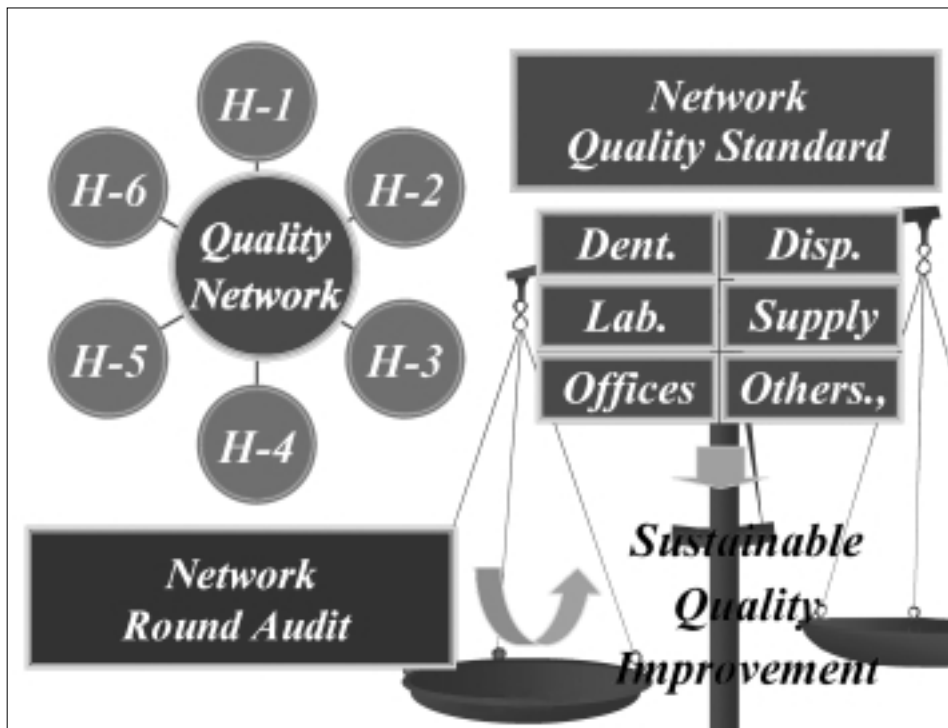 H-1
H-2
H-3
H-4
H-5
H-6
Quality
Network
Network
Quality Standard
Dent.
Disp.
Lab.
Supply
Offices
Others.,
Network
Round Audit
Sustainable
Quality
Improvement